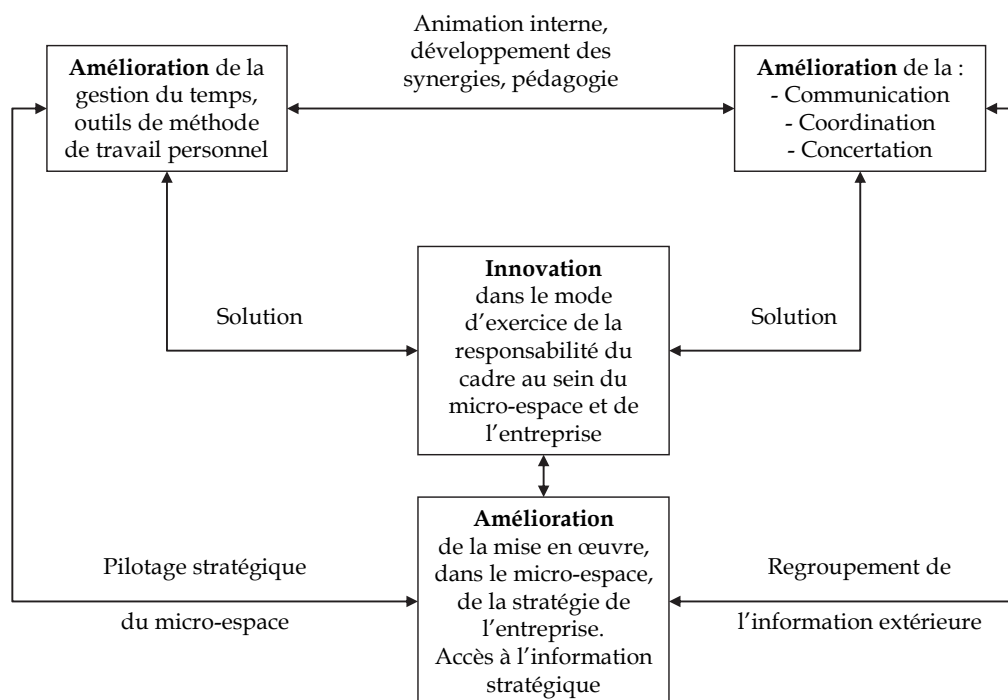 Animation interne,
développement des
synergies, pédagogie
Amélioration de la
gestion du temps,
outils de méthode
de travail personnel
Amélioration de la :
- Communication
- Coordination
- Concertation
Innovation
dans le mode
d’exercice de la
responsabilité du
cadre au sein du
micro-espace et de
l’entreprise
Solution
Solution
Amélioration
de la mise en œuvre,
dans le micro-espace,
de la stratégie de
l’entreprise.
Accès à l’information
stratégique
Pilotage stratégique
du micro-espace
Regroupement de
l’information extérieure